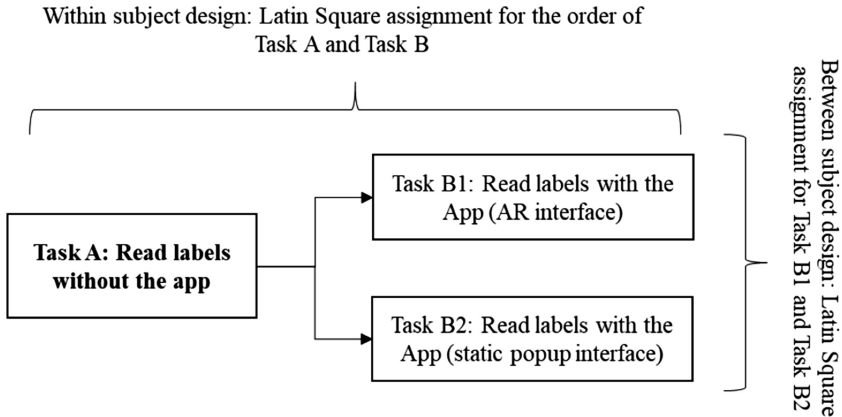 Within subject design: Latin Square assignment for the order of
Task A and Task B
Task A: Read labels
without the app
Task B1: Read labels with the
App (AR interface)
Task B2: Read labels with the
App (static popup interface)
Between subject design: Latin Square
assignment for Task B1 and Task B2